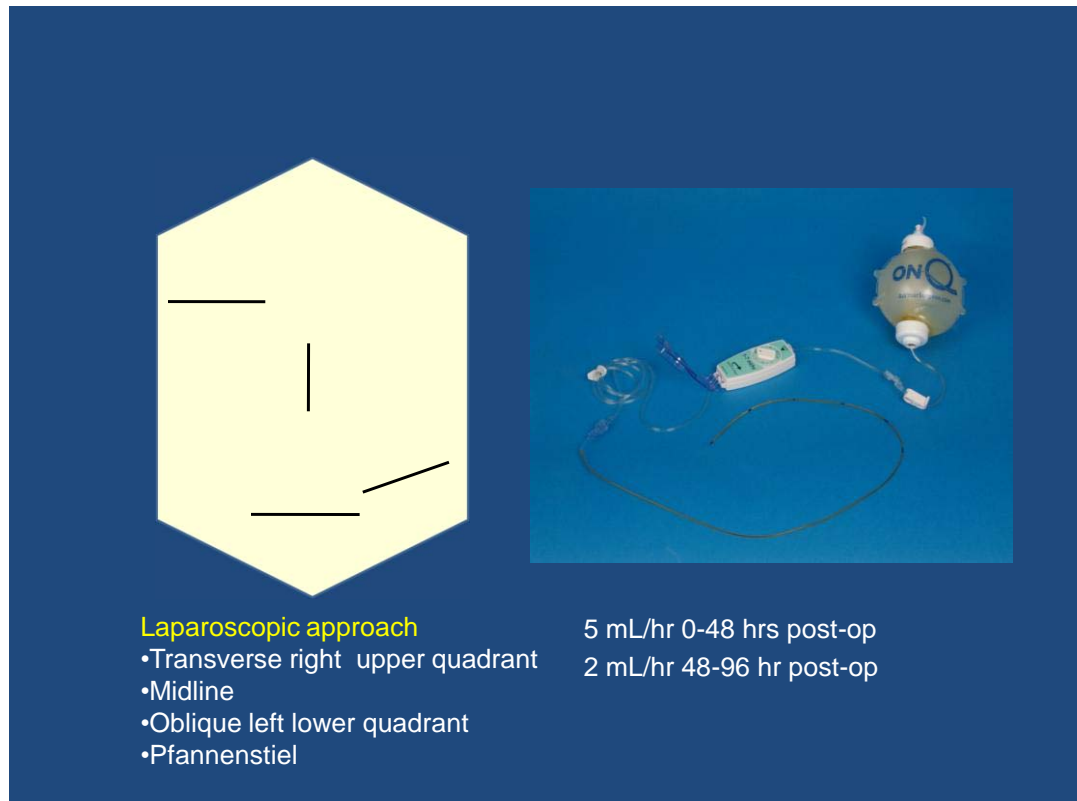 ON Q
Laparoscopic approach
•Transverse right  upper quadrant
•Midline
•Oblique left lower quadrant
•Pfannenstiel
5 mL/hr 0-48 hrs post-op
2 mL/hr 48-96 hr post-op